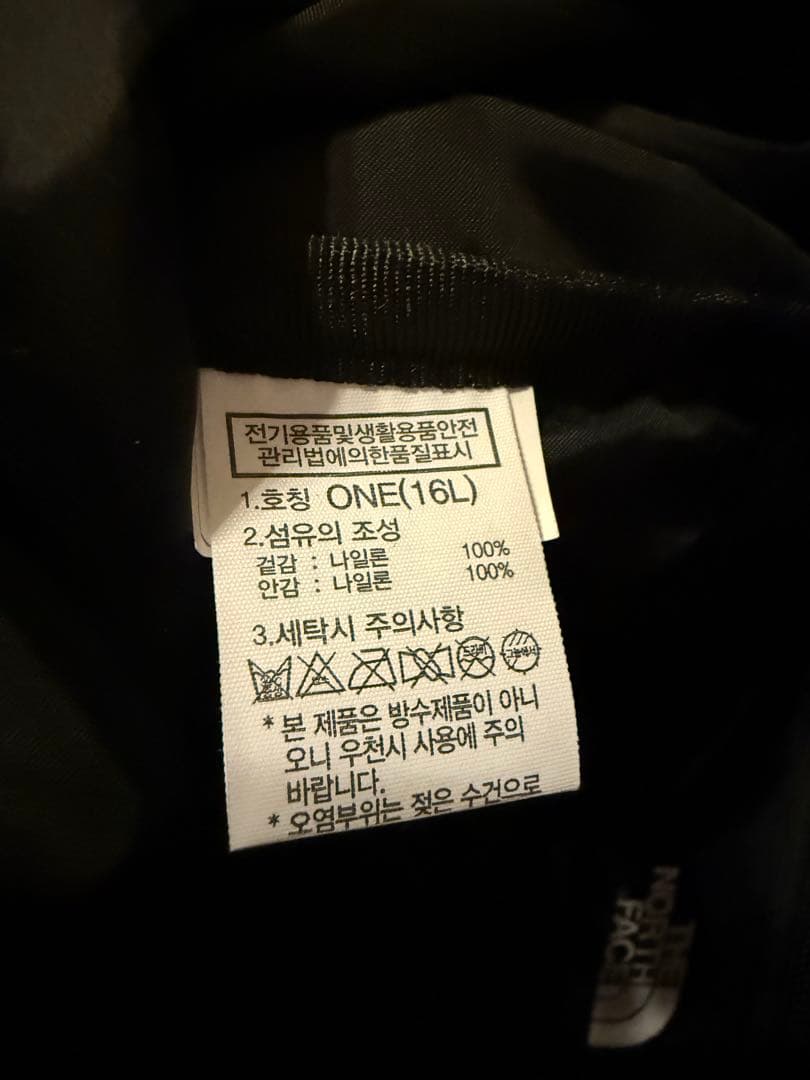 전기용품및생활용품안전
관리법에의한품질표시
1.호칭 ONE(16L)
2.섬유의 조성
겉감 : 나일론 100%
안감 : 나일론 100%
3.세탁시 주의사항
드라이
* 본 제품은 방수제품이 아니
오니 우천시 사용에 주의
바랍니다.
* 오염부위는 젖은 수건으로
THE
NORTH
FACE